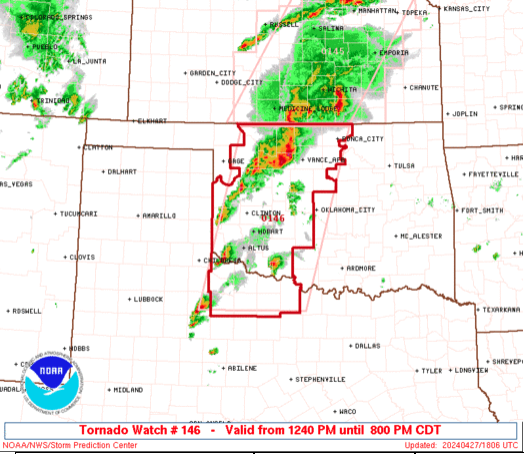 KANSAS_CITY
MANHATTAN
TOPEKA
COLORADO_SPRINGS
RUSSELL
SALINA
PUEBLO
0145
EMPORIA
LA_JUNTA
GARDEN_CITY
DODGE_CITY
WICHITA
CHANUTE
TRINIDAD
MEDICINE_LODGE
JOPLIN
ELKHART
PONCA_CITY
CLAYTON
GAGE
VANCE_AFB
TULSA
DALHART
FAYETTEVILLE
AS_VEGAS
TUCUMCARI
AMARILLO
CLINTON
0146
OKLAHOMA_CITY
FORT_SMITH
HOBART
MC_ALESTER
ALTUS
CLOVIS
CHILDRESS
ARDMORE
LUBBOCK
ROSWELL
TEXARKANA
HOBBS
DALLAS
ABILENE
TYLER
LONGVIEW
SHREVEP
STEPHENVILLE
MIDLAND
WACO
NOAA
Tornado Watch # 146 - Valid from 1240 PM until 800 PM CDT
NOAA/NWS/Storm Prediction Center
Updated: 20240427/1806 UTC